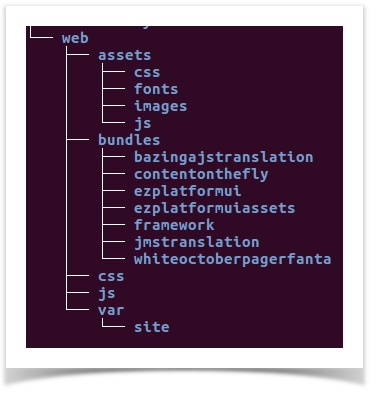 web
assets
css
fonts
images
js
bundles
bazingajstranslation
contentonthefly
ezplatformui
ezplatformuiassets
framework
jmstranslation
whiteoctoberpagerfanta
css
js
var
site